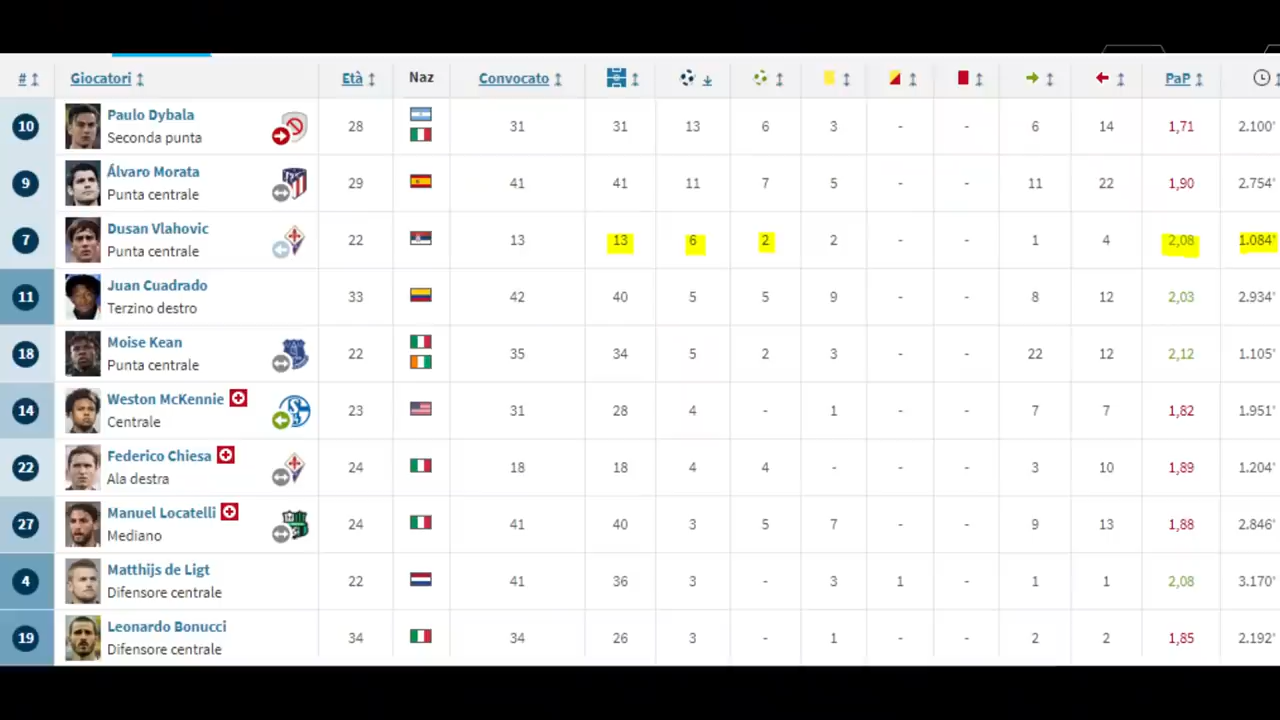 # Giocatori Età Naz Convocato PaP
10 Paulo Dybala 28 31 31 13 6 3 - - 6 14 1,71 2.100'
Seconda punta
9 Álvaro Morata 29 41 41 11 7 5 - - 11 22 1,90 2.754'
Punta centrale
7 Dusan Vlahovic 22 13 13 6 2 2 - - 1 4 2,08 1.084'
Punta centrale
11 Juan Cuadrado 33 42 40 5 5 9 - - 8 12 2,03 2.934'
Terzino destro
18 Moise Kean 22 35 34 5 2 3 - - 22 12 2,12 1.105'
Punta centrale
14 Weston McKennie 23 31 28 4 - 1 - - 7 7 1,82 1.951'
Centrale
22 Federico Chiesa 24 18 18 4 4 - - - 3 10 1,89 1.204'
Ala destra
27 Manuel Locatelli 24 41 40 3 5 7 - - 9 13 1,88 2.846'
Mediano
4 Matthijs de Ligt 22 41 36 3 - 3 1 - 1 1 2,08 3.170'
Difensore centrale
19 Leonardo Bonucci 34 34 26 3 - 1 - - 2 2 1,85 2.192'
Difensore centrale